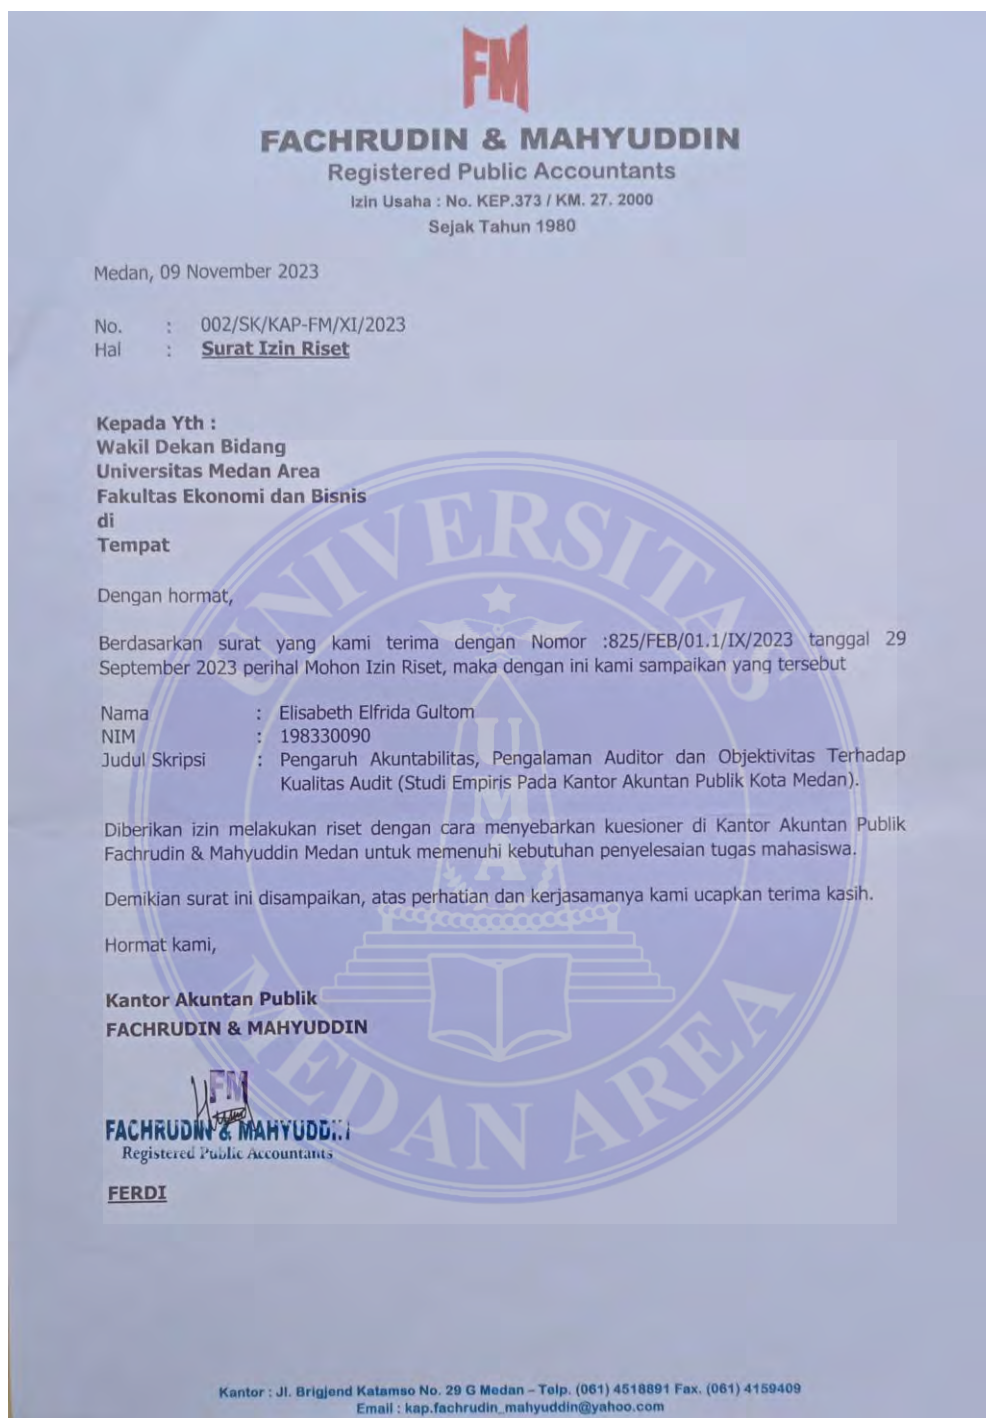 FM
FACHRUDIN & MAHYUDDIN
Registered Public Accountants
Izin Usaha : No. KEP.373 / KM. 27. 2000
Sejak Tahun 1980
Medan, 09 November 2023
No. : 002/SK/KAP-FM/XI/2023
Hal : Surat Izin Riset
Kepada Yth :
Wakil Dekan Bidang
Universitas Medan Area
Fakultas Ekonomi dan Bisnis
di
Tempat
Dengan hormat,
Berdasarkan surat yang kami terima dengan Nomor :825/FEB/01.1/IX/2023 tanggal 29
September 2023 perihal Mohon Izin Riset, maka dengan ini kami sampaikan yang tersebut
Nama : Elisabeth Elfrida Gultom
NIM : 198330090
Judul Skripsi : Pengaruh Akuntabilitas, Pengalaman Auditor dan Objektivitas Terhadap
Kualitas Audit (Studi Empiris Pada Kantor Akuntan Publik Kota Medan).
Diberikan izin melakukan riset dengan cara menyebarkan kuesioner di Kantor Akuntan Publik
Fachrudin & Mahyuddin Medan untuk memenuhi kebutuhan penyelesaian tugas mahasiswa.
Demikian surat ini disampaikan, atas perhatian dan kerjasamanya kami ucapkan terima kasih.
Hormat kami,
Kantor Akuntan Publik
FACHRUDIN & MAHYUDDIN
FM
FACHRUDIN & MAHYUDDIN
Registered Public Accountants
FERDI
Kantor : Jl. Brigjend Katamso No. 29 G Medan – Telp. (061) 4518891 Fax. (061) 4159409
Email : kap.fachrudin_mahyuddin@yahoo.com
UNIVERSITAS
MEDAN AREA
UMA